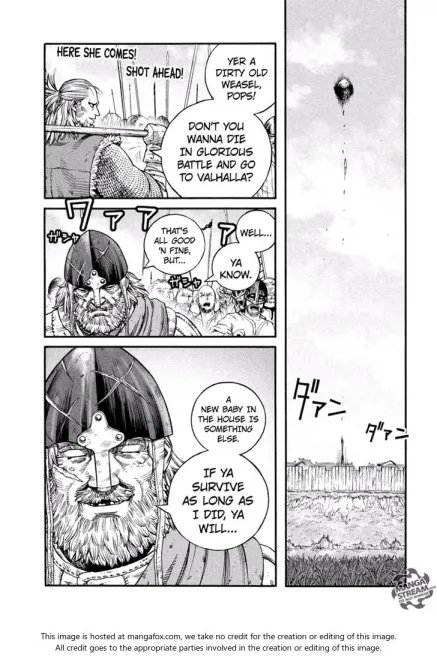 HERE SHE COMES!
SHOT AHEAD!
YER A
DIRTY OLD
WEASEL,
POPS!
DON'T YOU
WANNA DIE
IN GLORIOUS
BATTLE AND GO
TO VALHALLA?
ワァァァ
ガシャ
ガシャ
WELL...
YA
KNOW.
THAT'S
ALL GOOD
'N FINE,
BUT...
A
NEW BABY IN
THE HOUSE IS
SOMETHING
ELSE.
IF YA
SURVIVE
AS LONG AS
I DID, YA
WILL...
ダァン
ダァン
MANGA
STREAM
This image is hosted at mangafox.com, we take no credit for the creation or editing of this image.
All credit goes to the appropriate parties involved in the creation or editing of this image.